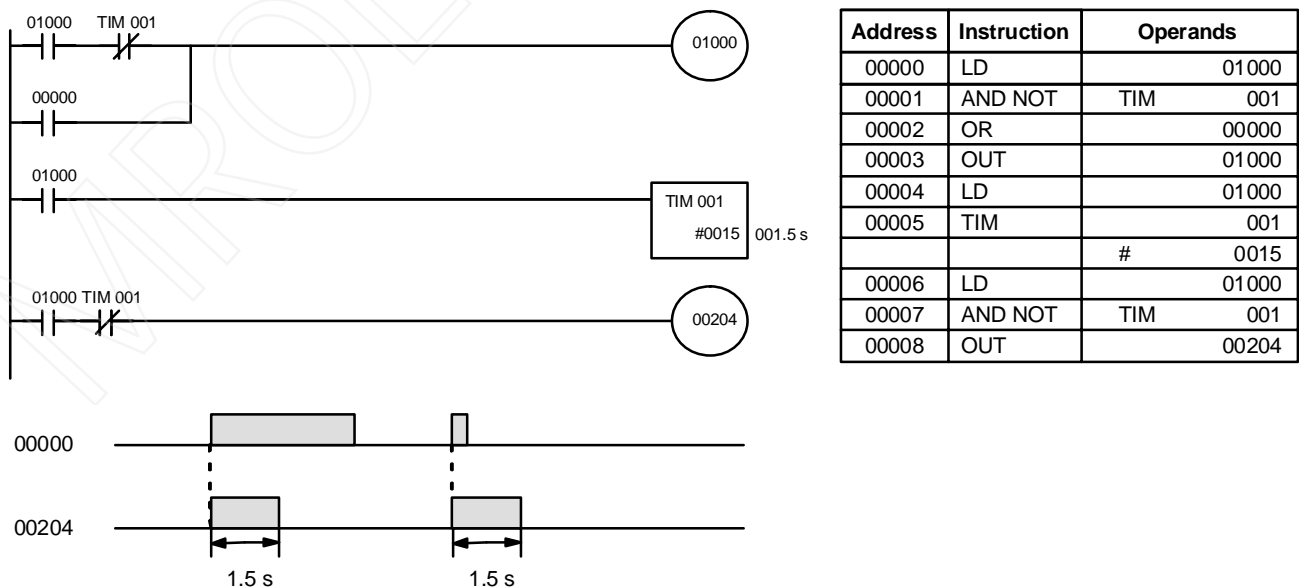 01000 TIM 001
01000
00000
01000
TIM 001
#0015 001.5 s
01000 TIM 001
00204
Address Instruction Operands
00000 LD 01000
00001 AND NOT TIM 001
00002 OR 00000
00003 OUT 01000
00004 LD 01000
00005 TIM 001
# 0015
00006 LD 01000
00007 AND NOT TIM 001
00008 OUT 00204
00000
00204
1.5 s 1.5 s